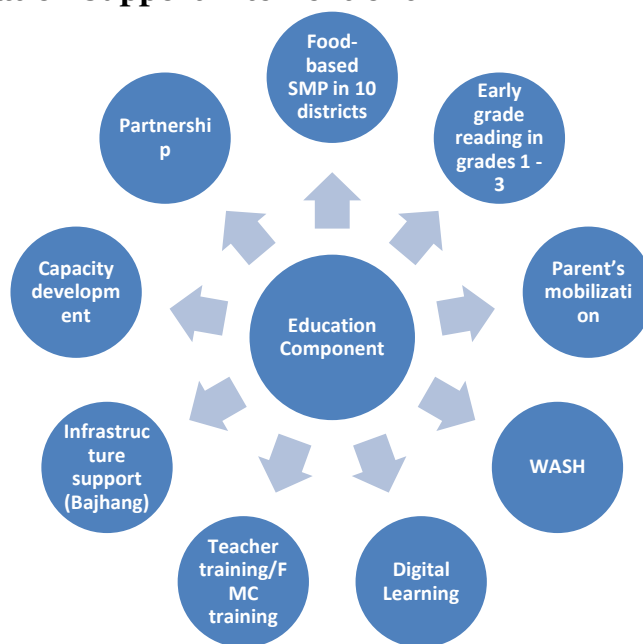 Support
Food-
based
SMP in 10
districts
Early
grade
reading in
grades 1 -
3
Parent’s
mobilizati
on
WASH
Digital
Learning
Teacher
training/F
MC
training
Infrastruc
ture
support
(Bajhang)
Capacity
developm
ent
Partnershi
p
Education
Component